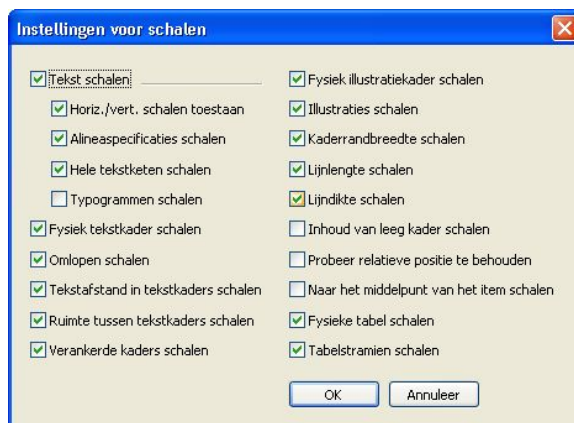 Instellingen voor schalen
Tekst schalen
Horiz./vert. schalen toestaan
Alineaspecificaties schalen
Hele tekstketen schalen
Typogrammen schalen
Fysiek tekstkader schalen
Omlopen schalen
Tekstafstand in tekstkaders schalen
Ruimte tussen tekstkaders schalen
Verankerde kaders schalen
Fysiek illustratiekader schalen
Illustraties schalen
Kaderrandbreedte schalen
Lijnlengte schalen
Lijndikte schalen
Inhoud van leeg kader schalen
Probeer relatieve positie te behouden
Naar het middelpunt van het item schalen
Fysieke tabel schalen
Tabelstramien schalen
OK
Annuleer